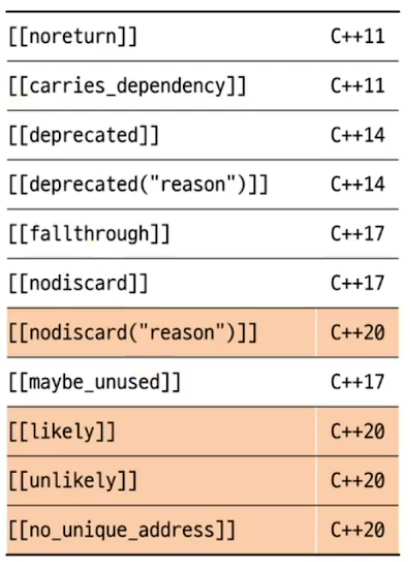 [[noreturn]] C++11
[[carries_dependency]] C++11
[[deprecated]] C++14
[[deprecated("reason")]] C++14
[[fallthrough]] C++17
[[nodiscard]] C++17
[[nodiscard("reason")]] C++20
[[maybe_unused]] C++17
[[likely]] C++20
[[unlikely]] C++20
[[no_unique_address]] C++20